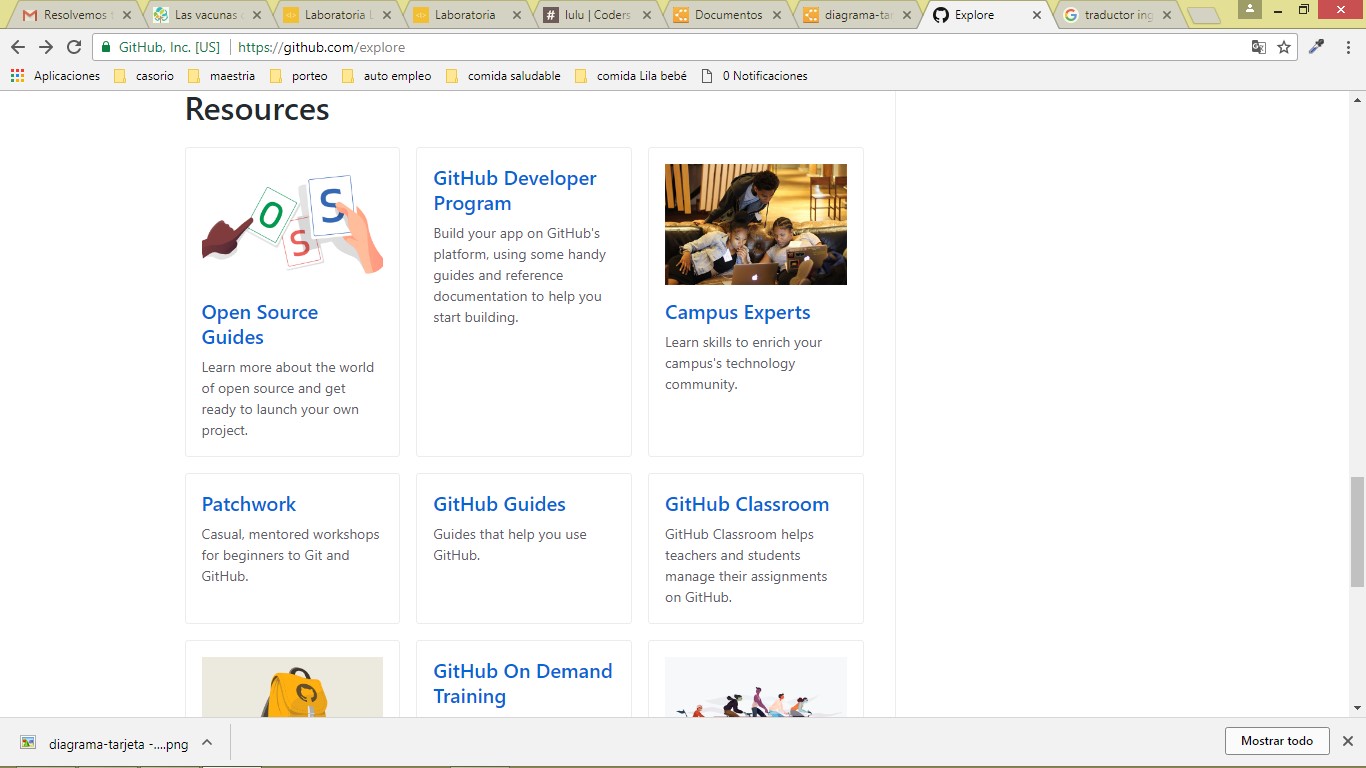 Resolvemos t
Las vacunas
Laboratoria L
Laboratoria
lulu | Coders
Documentos
diagrama-tar
Explore
traductor ing
GitHub, Inc. [US]
https://github.com/explore
Aplicaciones
casorio
maestria
porteo
auto empleo
comida saludable
comida Lila bebé
0 Notificaciones
Resources
O
S
S
Open Source
Guides
Learn more about the world
of open source and get
ready to launch your own
project.
GitHub Developer
Program
Build your app on GitHub's
platform, using some handy
guides and reference
documentation to help you
start building.
Campus Experts
Learn skills to enrich your
campus's technology
community.
Patchwork
Casual, mentored workshops
for beginners to Git and
GitHub.
GitHub Guides
Guides that help you use
GitHub.
GitHub Classroom
GitHub Classroom helps
teachers and students
manage their assignments
on GitHub.
GitHub On Demand
Training
diagrama-tarjeta -....png
Mostrar todo